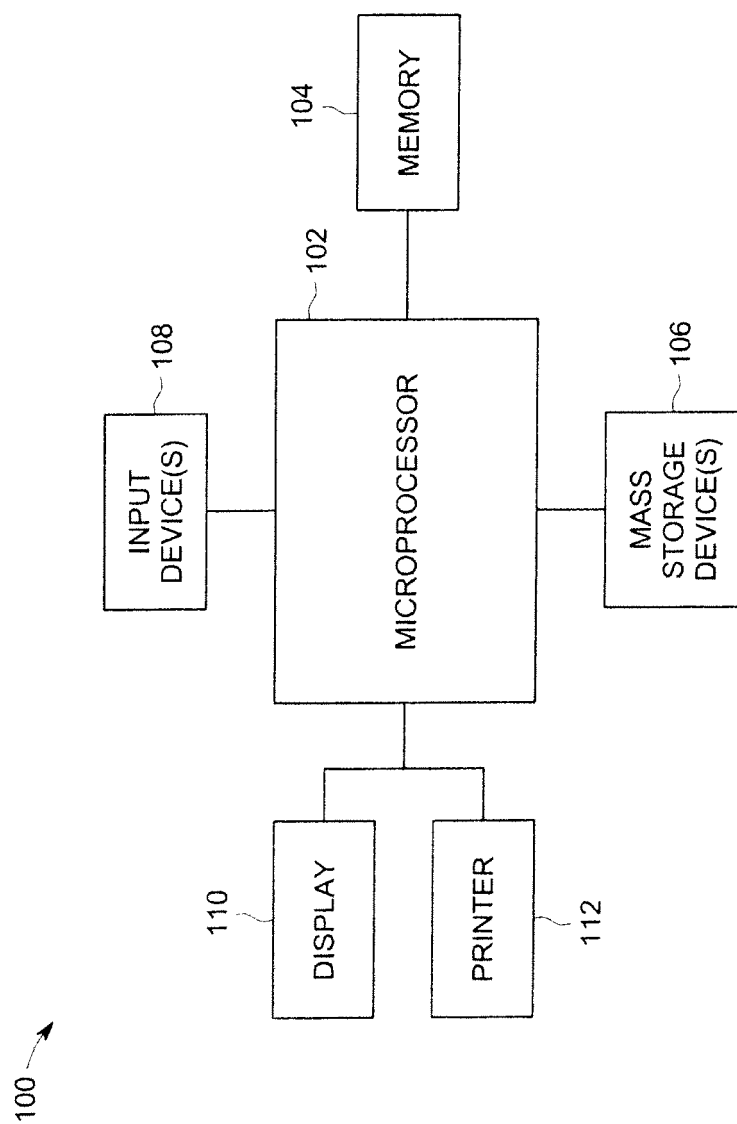 100
110
DISPLAY
PRINTER
112
108
INPUT
DEVICE(S)
102
MICROPROCESSOR
106
MASS
STORAGE
DEVICE(S)
104
MEMORY